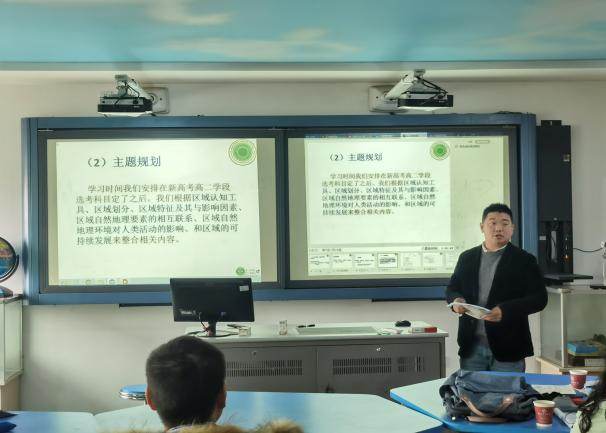 （2）主题规划
学习时间我们安排在新高考高二学段
选考科目定了之后。我们根据区域认知工
具、区域划分、区域特征及其与影响因素、
区域自然地理要素的相互联系、区域自然
地理环境对人类活动的影响、和区域的可
持续发展来整合相关内容。
（2）主题规划
学习时间我们安排在新高考高二学段
选考科目定了之后。我们根据区域认知工
具、区域划分、区域特征及其与影响因素、
区域自然地理要素的相互联系、区域自然
地理环境对人类活动的影响、和区域的可
持续发展来整合相关内容。